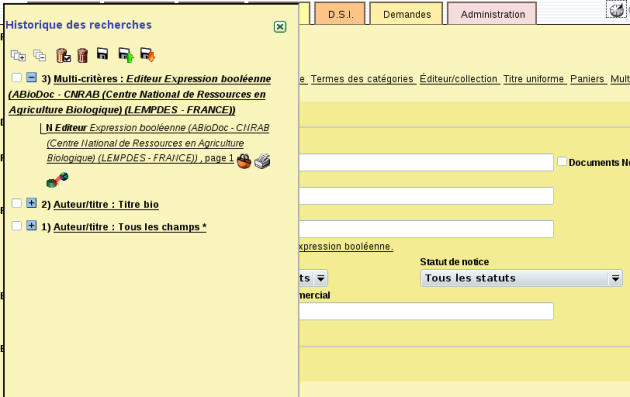 D.S.I.
Demandes
Administration
Historique des recherches
3) Multi-critères : Editeur Expression booléenne
(ABioDoc - CNRAB (Centre National de Ressources en
Agriculture Biologique) (LEMPDES - FRANCE))
N Editeur Expression booléenne (ABioDoc - CNRAB
(Centre National de Ressources en Agriculture
Biologique) (LEMPDES - FRANCE)) , page 1
2) Auteur/titre : Titre bio
1) Auteur/titre : Tous les champs *
Termes des catégories Éditeur/collection Titre uniforme Paniers Mult
Documents N
xpression booléenne.
Statut de notice
ts
Tous les statuts
mercial